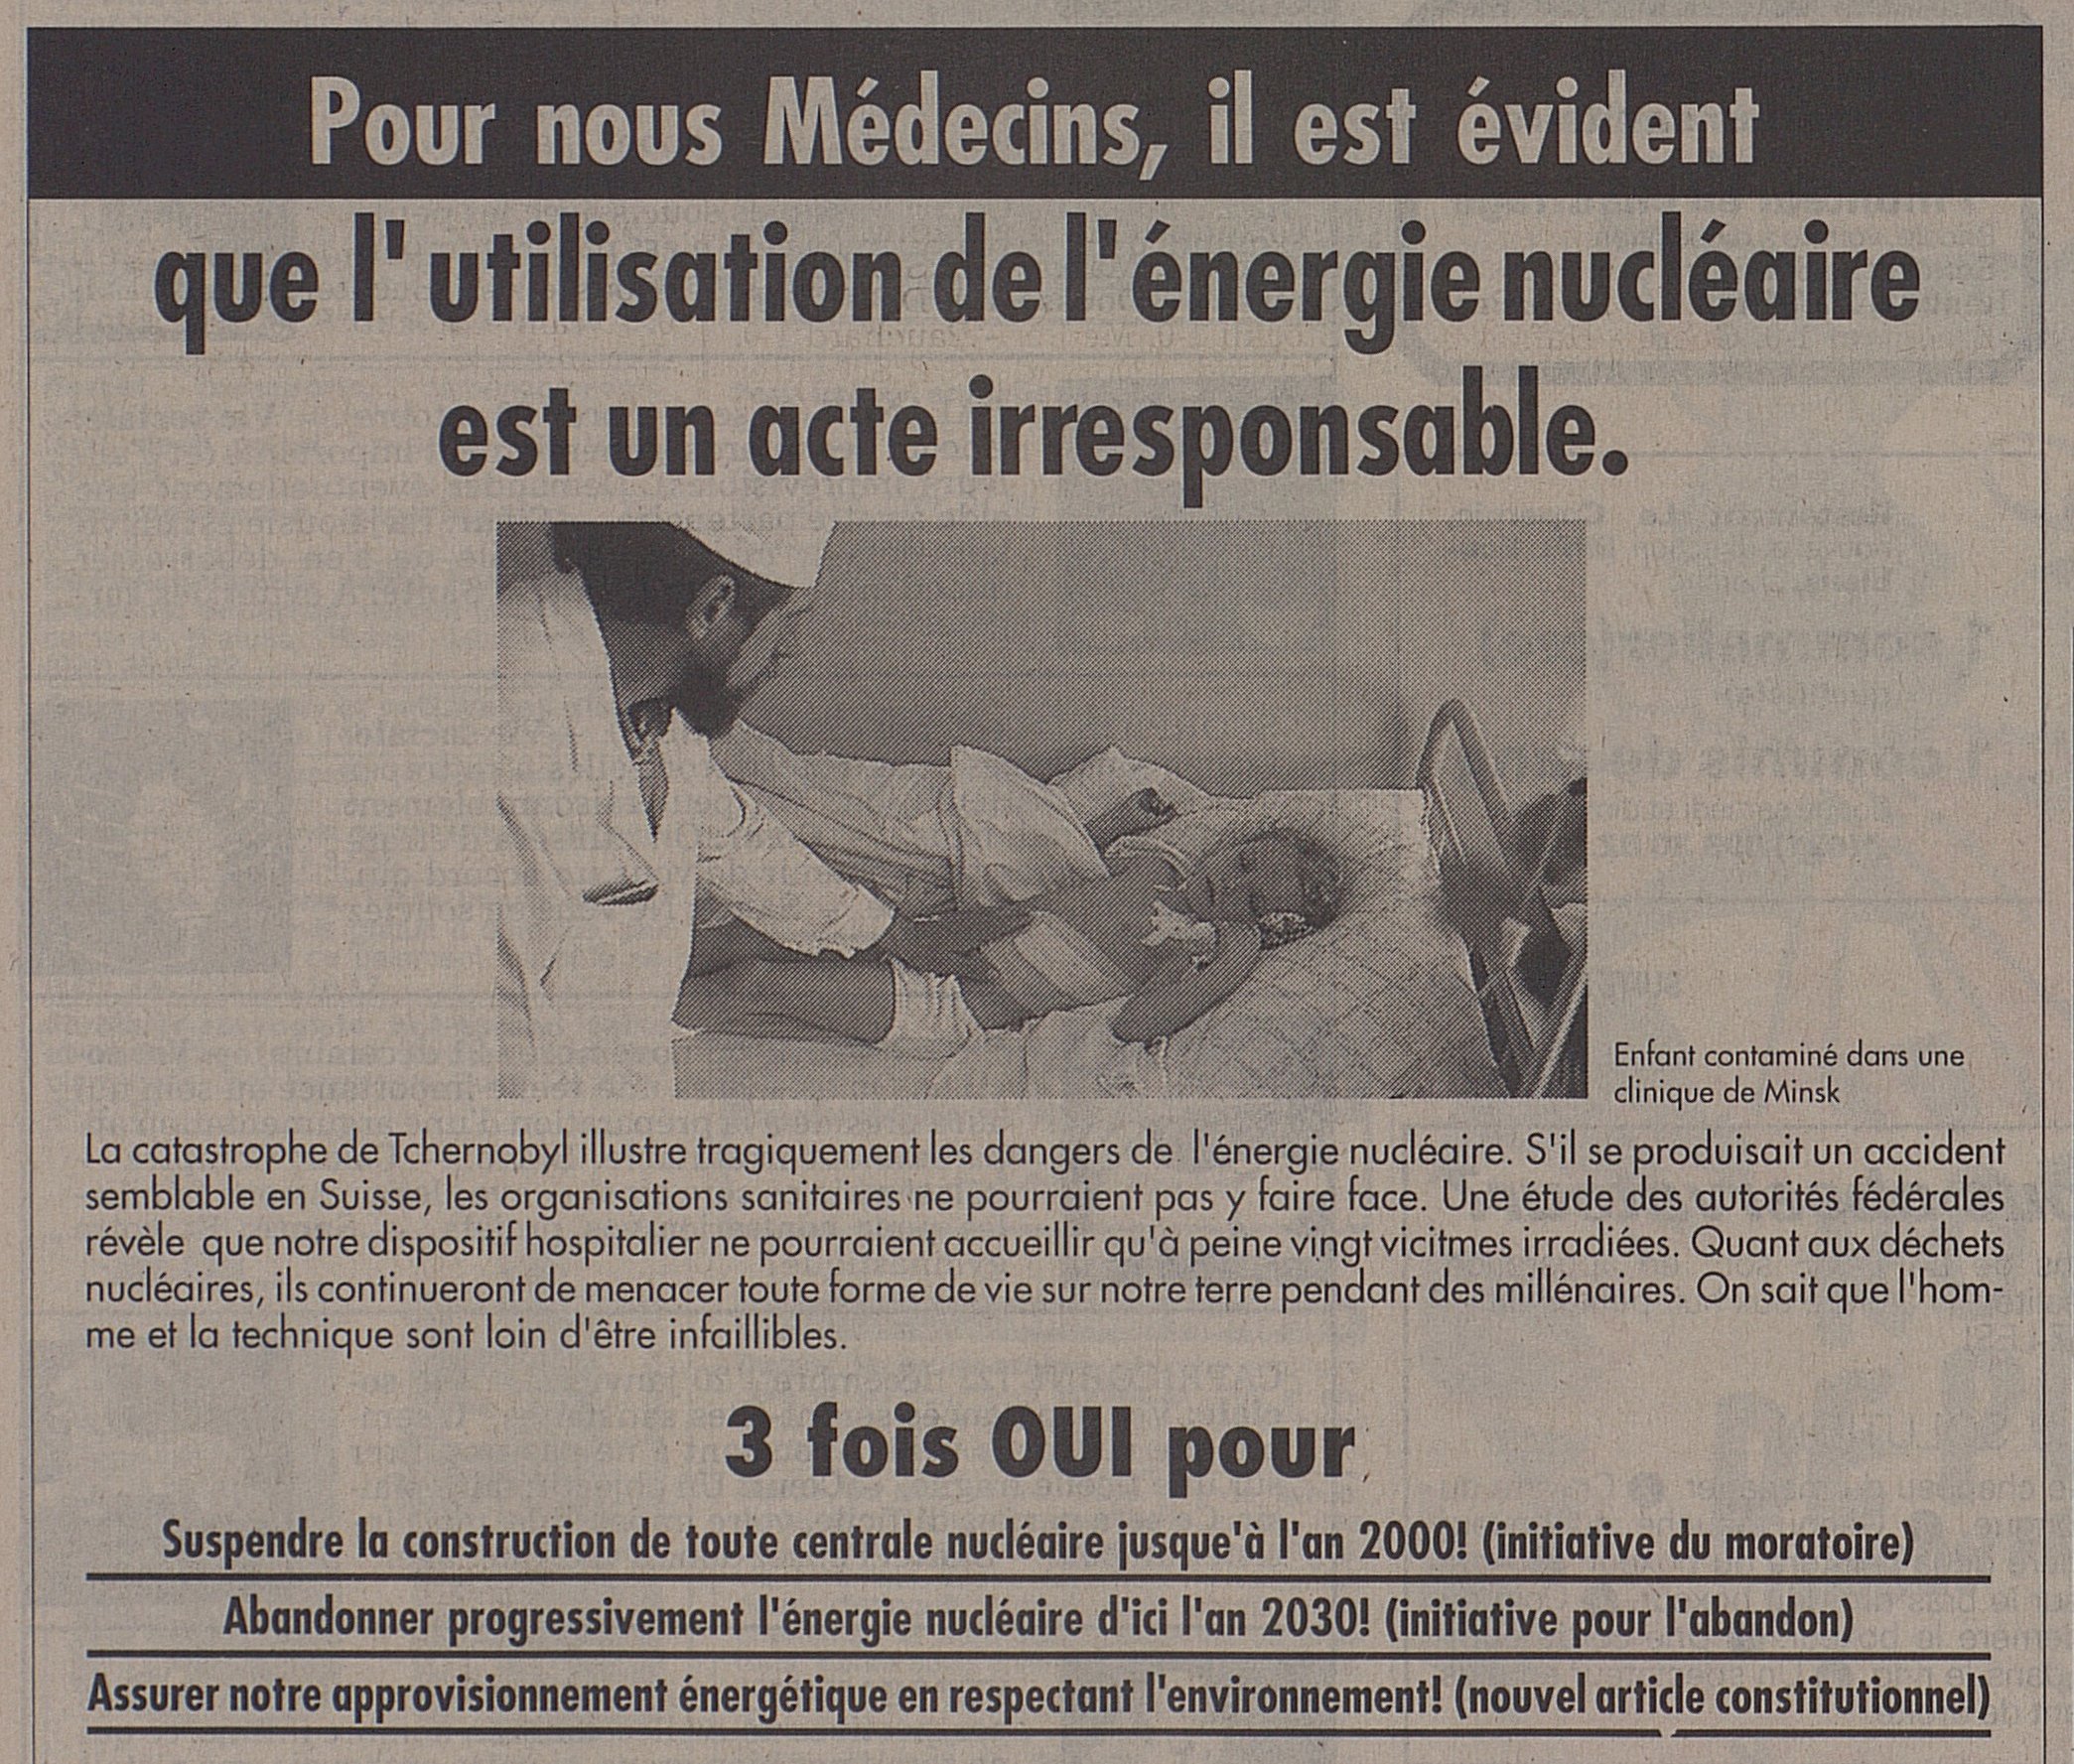 Pour nous Médecins, il est évident
que l'utilisation de l'énergie nucléaire
est un acte irresponsable.
Enfant contaminé dans une
clinique de Minsk
La catastrophe de Tchernobyl illustre tragiquement les dangers de l'énergie nucléaire. S'il se produisait un accident
semblable en Suisse, les organisations sanitaires ne pourraient pas y faire face. Une étude des autorités fédérales
révèle que notre dispositif hospitalier ne pourraient accueillir qu'à peine vingt vicitmes irradiées. Quant aux déchets
nucléaires, ils continueront de menacer toute forme de vie sur notre terre pendant des millénaires. On sait que l'hom-
me et la technique sont loin d'être infaillibles.
3 fois OUI pour
Suspendre la construction de toute centrale nucléaire jusque'à l'an 2000! (initiative du moratoire)
Abandonner progressivement l'énergie nucléaire d'ici l'an 2030! (initiative pour l'abandon)
Assurer notre approvisionnement énergétique en respectant l'environnement! (nouvel article constitutionnel)